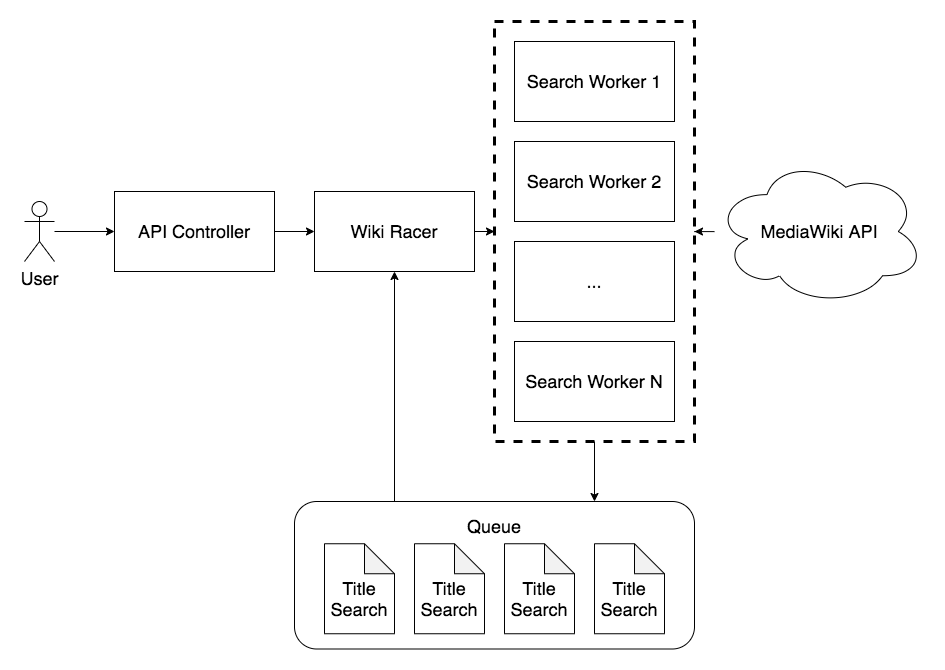 Search Worker 1
Search Worker 2
User
API Controller
Wiki Racer
MediaWiki API
...
Search Worker N
Queue
Title
Search
Title
Search
Title
Search
Title
Search